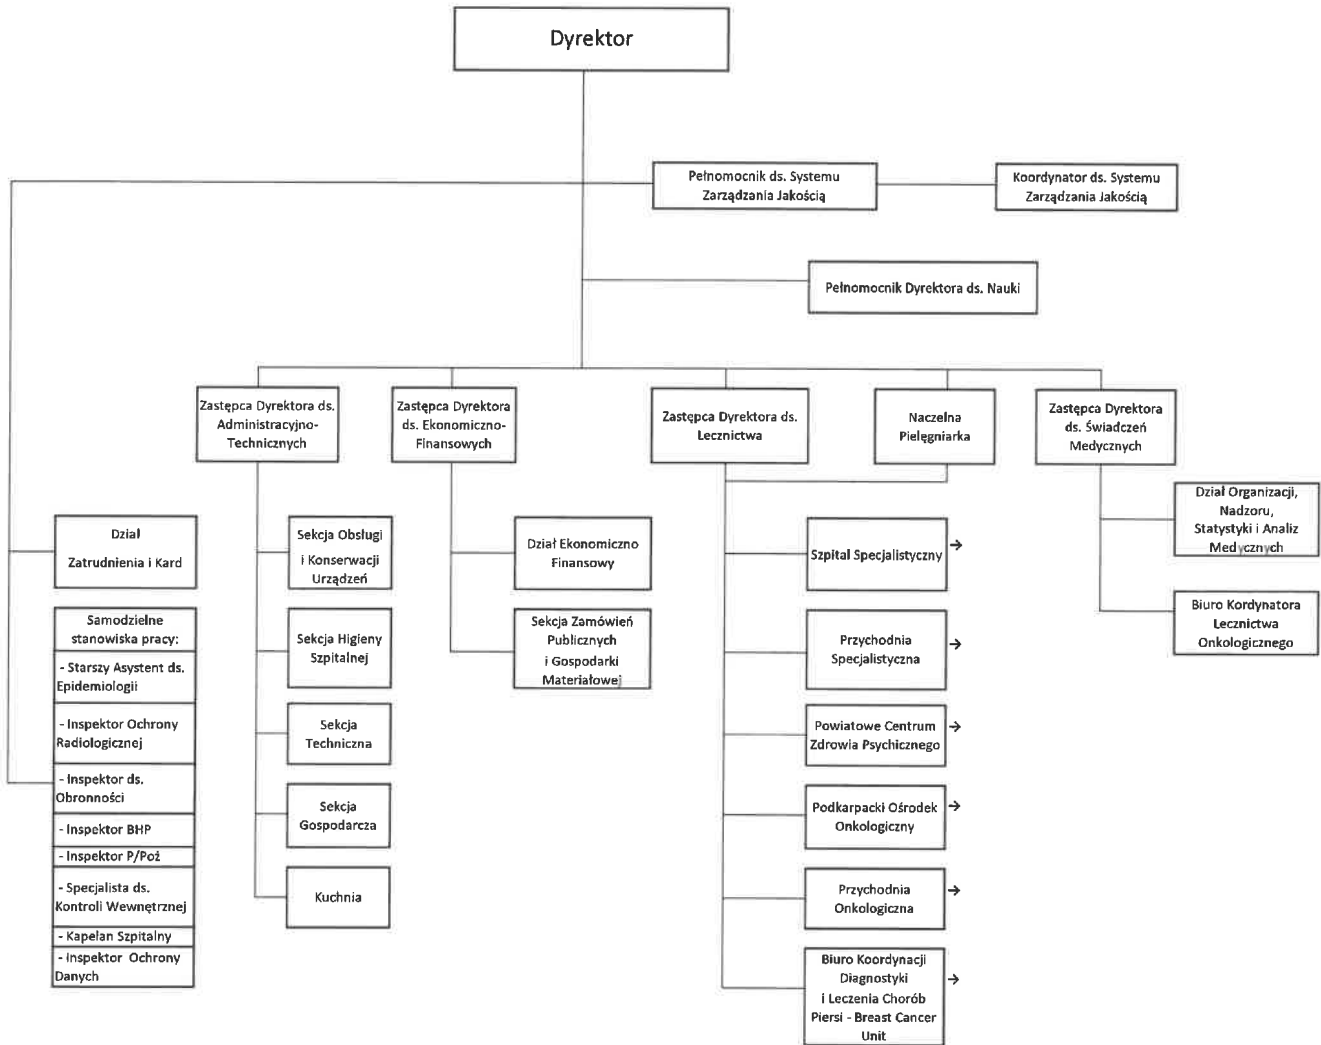 Dyrektor
Pełnomocnik ds. Systemu
Zarządzania Jakością
Koordynator ds. Systemu
Zarządzania Jakością
Pełnomocnik Dyrektora ds. Nauki
Zastępca Dyrektora ds.
Administracyjno-
Technicznych
Zastępca Dyrektora
ds. Ekonomiczno-
Finansowych
Zastępca Dyrektora ds.
Lecznictwa
Naczelna
Pielęgniarka
Zastępca Dyrektora
ds. Świadczeń
Medycznych
Dział
Zatrudnienia i Kard
Samodzielne
stanowiska pracy:
- Starszy Asystent ds.
Epidemiologii
- Inspektor Ochrony
Radiologicznej
- Inspektor ds.
Obronności
- Inspektor BHP
- Inspektor P/Poż
- Specjalista ds.
Kontroli Wewnętrznej
- Kapelan Szpitalny
- Inspektor Ochrony
Danych
Sekcja Obsługi
i Konserwacji
Urządzeń
Sekcja Higieny
Szpitalnej
Sekcja
Techniczna
Sekcja
Gospodarcza
Kuchnia
Dział Ekonomiczno
Finansowy
Sekcja Zamówień
Publicznych
i Gospodarki
Materiałowej
Szpital Specjalistyczny →
Przychodnia →
Specjalistyczna
Powiatowe Centrum →
Zdrowia Psychicznego
Podkarpacki Ośrodek →
Onkologiczny
Przychodnia →
Onkologiczna
Biuro Koordynacji
Diagnostyki →
i Leczenia Chorób
Piersi - Breast Cancer
Unit
Dział Organizacji,
Nadzoru,
Statystyki i Analiz
Medycznych
Biuro Kordynatora
Lecznictwa
Onkologicznego